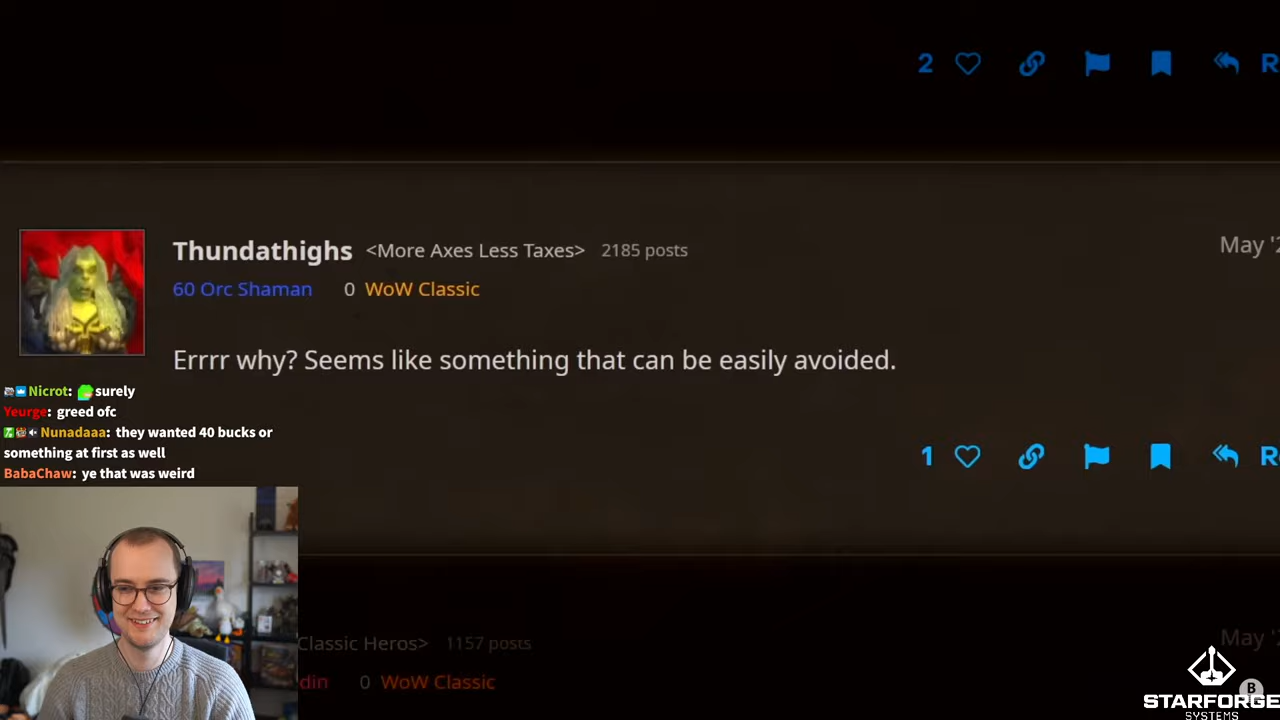 2
R
Thundathighs <More Axes Less Taxes> 2185 posts
May '2
60 Orc Shaman 0 WoW Classic
Errrr why? Seems like something that can be easily avoided.
Nicrot: surely
Yeurge: greed ofc
Nunadaaa: they wanted 40 bucks or
something at first as well
BabaChaw: ye that was weird
1
R
Classic Heros> 1157 posts
May '2
din 0 WoW Classic
B
STARFORGE
SYSTEMS